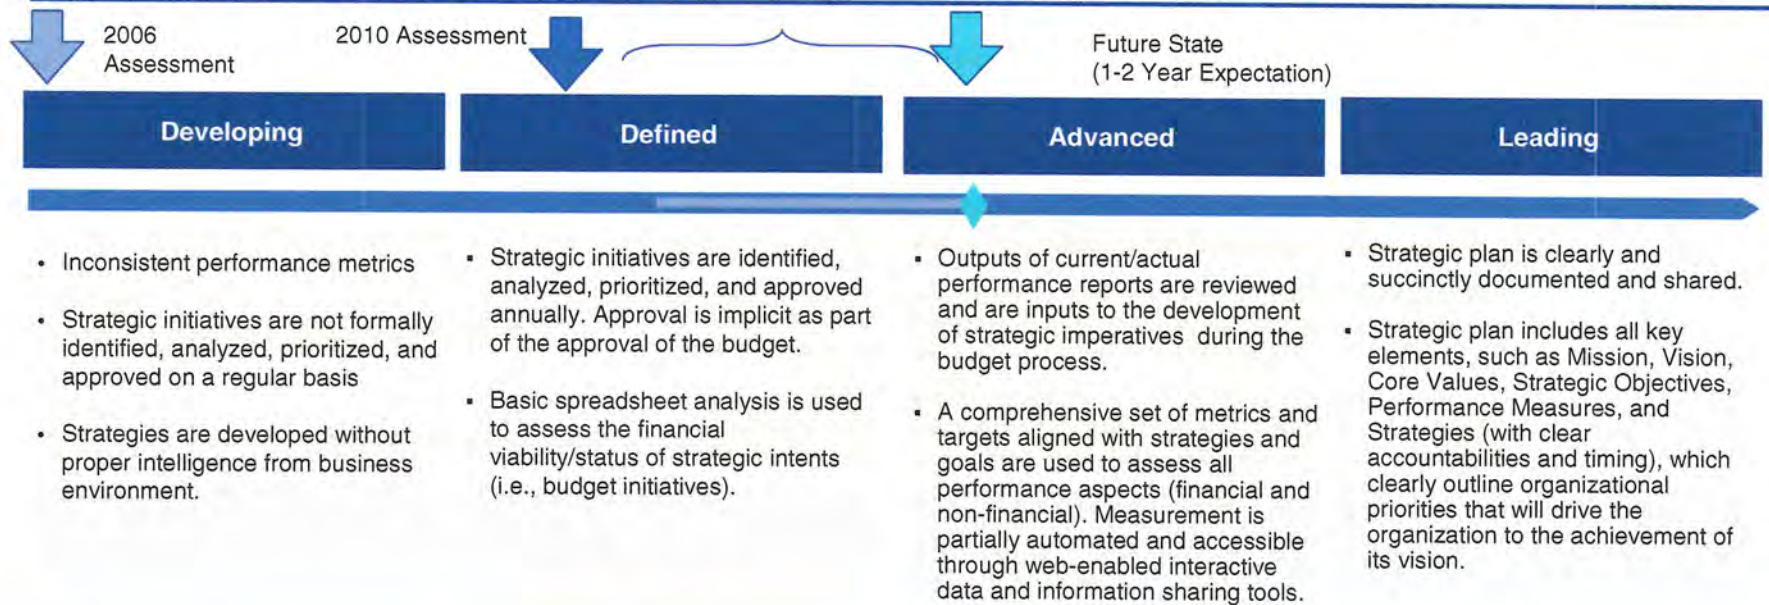 2006
Assessment
2010 Assessment
Future State
(1-2 Year Expectation)
Developing
Defined
Advanced
Leading
• Inconsistent performance metrics
• Strategic initiatives are not formally
identified, analyzed, prioritized, and
approved on a regular basis
• Strategies are developed without
proper intelligence from business
environment.
▪ Strategic initiatives are identified,
analyzed, prioritized, and approved
annually. Approval is implicit as part
of the approval of the budget.
▪ Basic spreadsheet analysis is used
to assess the financial
viability/status of strategic intents
(i.e., budget initiatives).
▪ Outputs of current/actual
performance reports are reviewed
and are inputs to the development
of strategic imperatives during the
budget process.
▪ A comprehensive set of metrics and
targets aligned with strategies and
goals are used to assess all
performance aspects (financial and
non-financial). Measurement is
partially automated and accessible
through web-enabled interactive
data and information sharing tools.
▪ Strategic plan is clearly and
succinctly documented and shared.
▪ Strategic plan includes all key
elements, such as Mission, Vision,
Core Values, Strategic Objectives,
Performance Measures, and
Strategies (with clear
accountabilities and timing), which
clearly outline organizational
priorities that will drive the
organization to the achievement of
its vision.